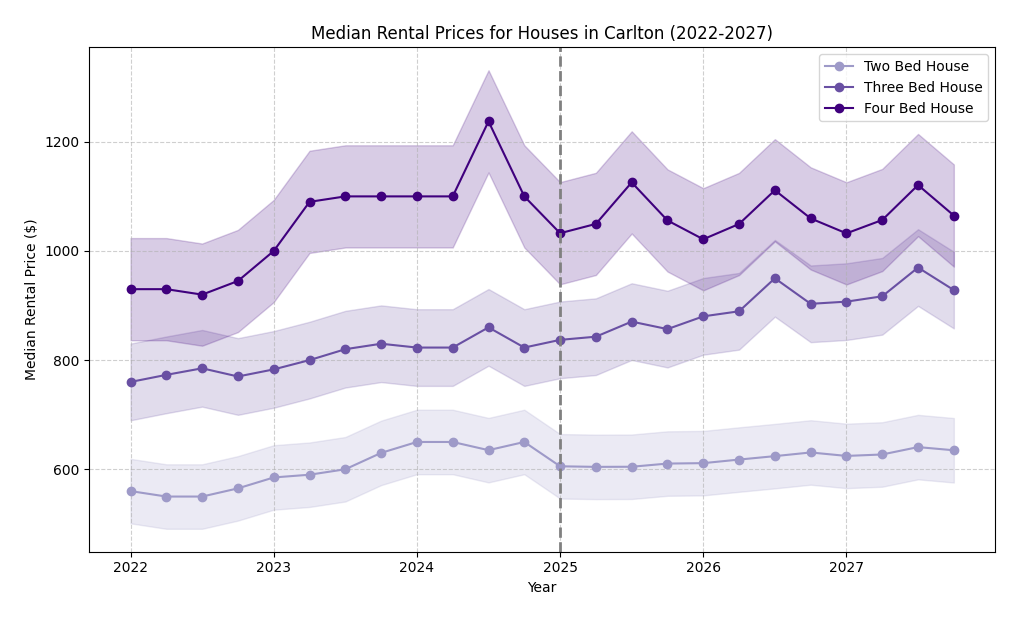 Median Rental Prices for Houses in Carlton (2022-2027)
Two Bed House
Three Bed House
Four Bed House
Median Rental Price ($)
1200
1000
800
600
2022 2023 2024 2025 2026 2027
Year